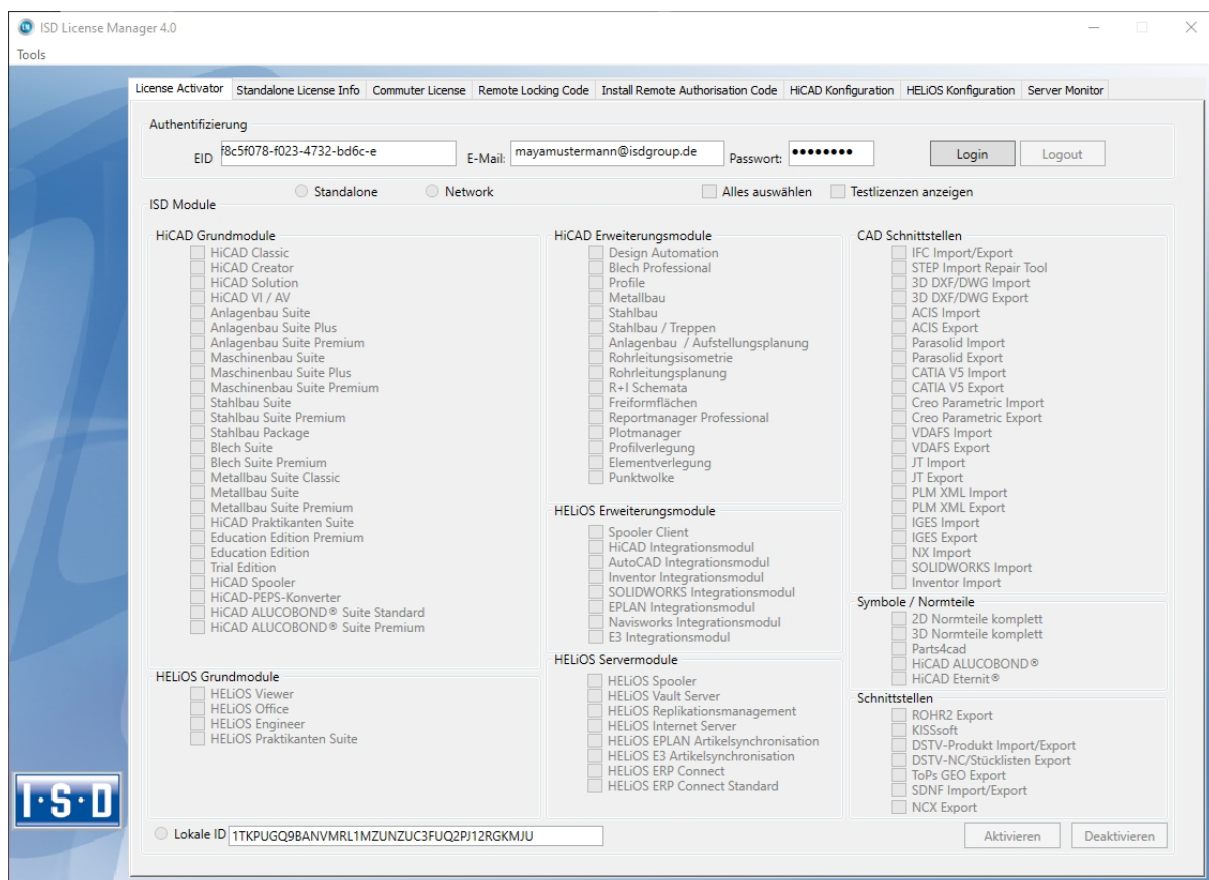 ISD License Manager 4.0
Tools
License Activator Standalone License Info Commuter License Remote Locking Code Install Remote Authorisation Code HiCAD Konfiguration HELiOS Konfiguration Server Monitor
Authentifizierung
EID f8c5f078-f023-4732-bd6c-e E-Mail: mayamustermann@isdgroup.de Passwort: •••••••• Login Logout
Standalone Network Alles auswählen Testlizenzen anzeigen
ISD Module
HiCAD Grundmodule
HiCAD Classic
HiCAD Creator
HiCAD Solution
HiCAD VI / AV
Anlagenbau Suite
Anlagenbau Suite Plus
Anlagenbau Suite Premium
Maschinenbau Suite
Maschinenbau Suite Plus
Maschinenbau Suite Premium
Stahlbau Suite
Stahlbau Suite Premium
Stahlbau Package
Blech Suite
Blech Suite Premium
Metallbau Suite Classic
Metallbau Suite
Metallbau Suite Premium
HiCAD Praktikanten Suite
Education Edition Premium
Education Edition
Trial Edition
HiCAD Spooler
HiCAD-PEPS-Konverter
HiCAD ALUCOBOND® Suite Standard
HiCAD ALUCOBOND® Suite Premium
HELiOS Grundmodule
HELiOS Viewer
HELiOS Office
HELiOS Engineer
HELiOS Praktikanten Suite
HiCAD Erweiterungsmodule
Design Automation
Blech Professional
Profile
Metallbau
Stahlbau
Stahlbau / Treppen
Anlagenbau / Aufstellungsplanung
Rohrleitungsisometrie
Rohrleitungsplanung
R+I Schemata
Freiformflächen
Reportmanager Professional
Plotmanager
Profilverlegung
Elementverlegung
Punktwolke
HELiOS Erweiterungsmodule
Spooler Client
HiCAD Integrationsmodul
AutoCAD Integrationsmodul
Inventor Integrationsmodul
SOLIDWORKS Integrationsmodul
EPLAN Integrationsmodul
Navisworks Integrationsmodul
E3 Integrationsmodul
HELiOS Servermodule
HELiOS Spooler
HELiOS Vault Server
HELiOS Replikationsmanagement
HELiOS Internet Server
HELiOS EPLAN Artikelsynchronisation
HELiOS E3 Artikelsynchronisation
HELiOS ERP Connect
HELiOS ERP Connect Standard
CAD Schnittstellen
IFC Import/Export
STEP Import Repair Tool
3D DXF/DWG Import
3D DXF/DWG Export
ACIS Import
ACIS Export
Parasolid Import
Parasolid Export
CATIA V5 Import
CATIA V5 Export
Creo Parametric Import
Creo Parametric Export
VDAFS Import
VDAFS Export
JT Import
JT Export
PLM XML Import
PLM XML Export
IGES Import
IGES Export
NX Import
SOLIDWORKS Import
Inventor Import
Symbole / Normteile
2D Normteile komplett
3D Normteile komplett
Parts4cad
HiCAD ALUCOBOND®
HiCAD Eternit®
Schnittstellen
ROHR2 Export
KISSsoft
DSTV-Produkt Import/Export
DSTV-NC/Stücklisten Export
ToPs GEO Export
SDNF Import/Export
NCX Export
I·S·D
Lokale ID 1TKPUGQ9BANVMRL1MZUNZUC3FUQ2PJ12RGKMJU
Aktivieren Deaktivieren